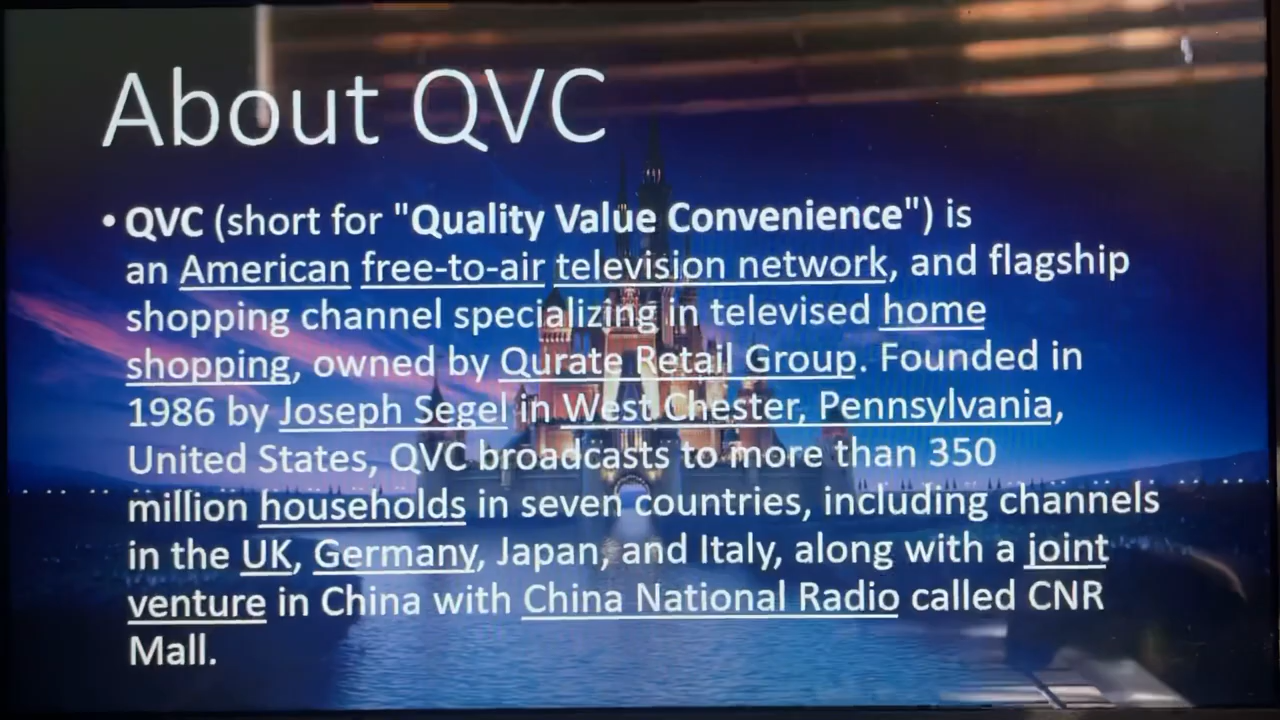 About QVC
• QVC (short for "Quality Value Convenience") is
an American free-to-air television network, and flagship
shopping channel specializing in televised home
shopping, owned by Qurate Retail Group. Founded in
1986 by Joseph Segel in West Chester, Pennsylvania,
United States, QVC broadcasts to more than 350
million households in seven countries, including channels
in the UK, Germany, Japan, and Italy, along with a joint
venture in China with China National Radio called CNR
Mall.